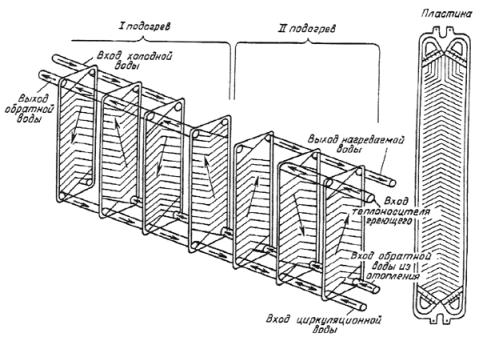 I подогрев
II подогрев
Пластина
Вход холодной
воды
Выход
обратной
воды
Выход нагреваемой
воды
Вход
теплоносителя
греющего
Вход обратной
воды из
отопления
Вход циркуляционной
воды